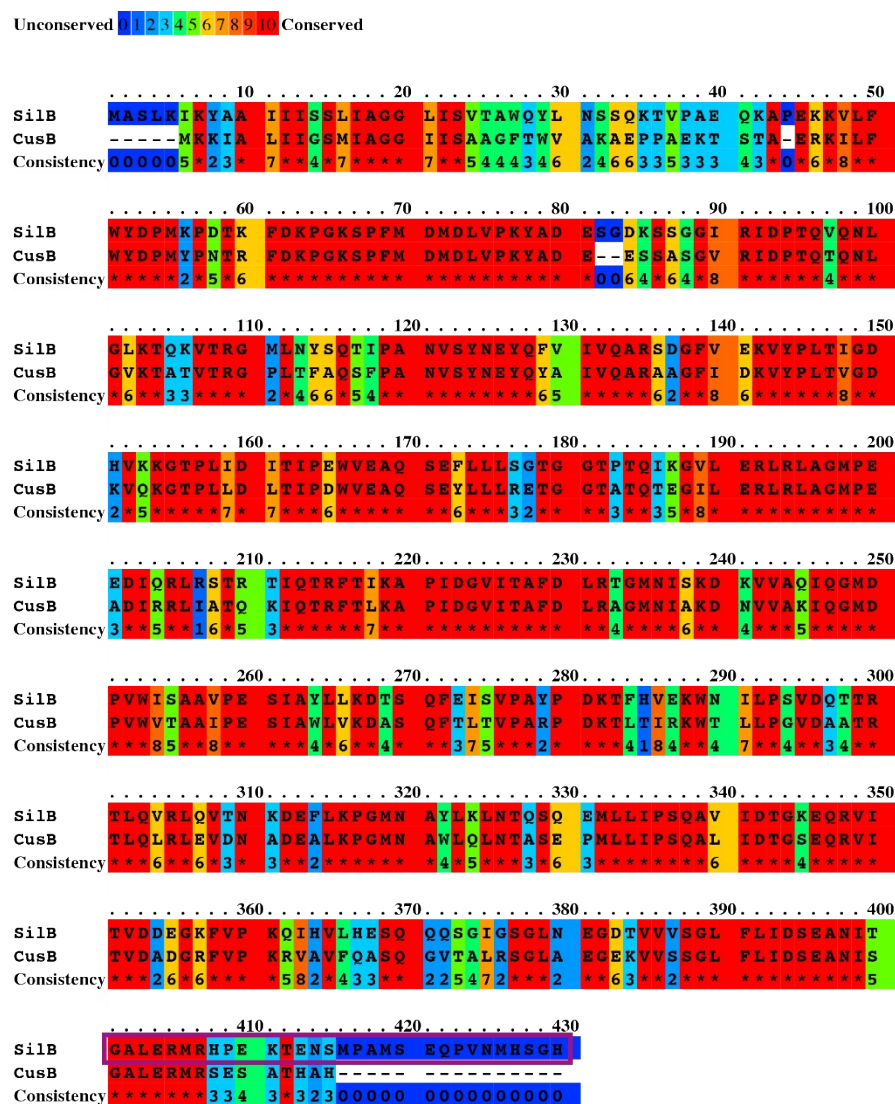 Unconserved 0 1 2 3 4 5 6 7 8 9 10 Conserved
. . . . . . . . . 10 . . . . . . . . . 20 . . . . . . . . . 30 . . . . . . . . . 40 . . . . . . . . . 50
SilB MASLKIKYAA IIISSLIAGG LISVTAWQYL NSSQKTVPAE QKAPEKKVLF
CusB -----MKKIA LIIGSMIAGG IISAAGFTWV AKAEPPAEKT STA-ERKILF
Consistency 000005*23* 7**4*7**** 7**5444346 2466335333 43*0*6*8**
. . . . . . . . . 60 . . . . . . . . . 70 . . . . . . . . . 80 . . . . . . . . . 90 . . . . . . . . . 100
SilB WYDPMKPDTK FDKPGKSPFM DMDLVPKYAD ESGDKSSGGI RIDPTQVQNL
CusB WYDPMYPNTR FDKPGKSPFM DMDLVPKYAD E--ESSASGV RIDPTQTQNL
Consistency *****2*5*6 ********** ********** *0064*64*8 ******4***
. . . . . . . . . 110 . . . . . . . . . 120 . . . . . . . . . 130 . . . . . . . . . 140 . . . . . . . . . 150
SilB GLKTQKVTRG MLNYSQTIPA NVSYNEYQFV IVQARSDGFV EKVYPLTIGD
CusB GVKTATVTRG PLTFAQSFPA NVSYNEYQYA IVQARAAGFI DKVYPLTVGD
Consistency *6**33**** 2*466*54** ********65 *****62**8 6******8**
. . . . . . . . . 160 . . . . . . . . . 170 . . . . . . . . . 180 . . . . . . . . . 190 . . . . . . . . . 200
SilB HVKKGTPLID ITIPEWVEAQ SEFLLLSGTG GTPTQIKGVL ERLRLAGMPE
CusB KVQKGTPLLD LTIPDWVEAQ SEYLLLRETG GTATQTEGIL ERLRLAGMPE
Consistency 2*5*****7* 7***6***** **6***32** **3**35*8* **********
. . . . . . . . . 210 . . . . . . . . . 220 . . . . . . . . . 230 . . . . . . . . . 240 . . . . . . . . . 250
SilB EDIQRLRSTR TIQTRFTIKA PIDGVITAFD LRTGMNISKD KVVAQIQGMD
CusB ADIRRLIATQ KIQTRFTLKA PIDGVITAFD LRAGMNIAKD NVVAKIQGMD
Consistency 3**5**16*5 3******7** ********** **4****6** 4***5*****
. . . . . . . . . 260 . . . . . . . . . 270 . . . . . . . . . 280 . . . . . . . . . 290 . . . . . . . . . 300
SilB PVWISAAVPE SIAYLLKDTS QFEISVPAYP DKTFHVEKWN ILPSVDQTTR
CusB PVWVTAAIPE SIAWLVKDAS QFTLTVPARP DKTLTIRKWT LLPGVDAATR
Consistency ***85**8** ***4*6**4* **375***2* ***4184**4 7**4**34**
. . . . . . . . . 310 . . . . . . . . . 320 . . . . . . . . . 330 . . . . . . . . . 340 . . . . . . . . . 350
SilB TLQVRLQVTN KDEFLKPGMN AYLKLNTQSQ EMLLIPSQAV IDTGKEQRVI
CusB TLQLRLEVDN ADEALKPGMN AWLQLNTASE PMLLIPSQAL IDTGSEQRVI
Consistency ***6**6*3* 3**2****** *4*5***3*6 3********6 ****4*****
. . . . . . . . . 360 . . . . . . . . . 370 . . . . . . . . . 380 . . . . . . . . . 390 . . . . . . . . . 400
SilB TVDDEGKFVP KQIHVLHESQ QQSGIGSGLN EGDTVVVSGL FLIDSEANIT
CusB TVDADGRFVP KRVAVFQASQ GVTALRSGLA EGEKVVSSGL FLIDSEANIS
Consistency ***26*6*** *582*433** 225472***2 **63**2*** *********5
. . . . . . . . . 410 . . . . . . . . . 420 . . . . . . . . . 430
SilB GALERMRHPE KTENSMPAMS EQPVNMHSGH
CusB GALERMRSES ATHAH----- ----------
Consistency *******334 3*32300000 0000000000